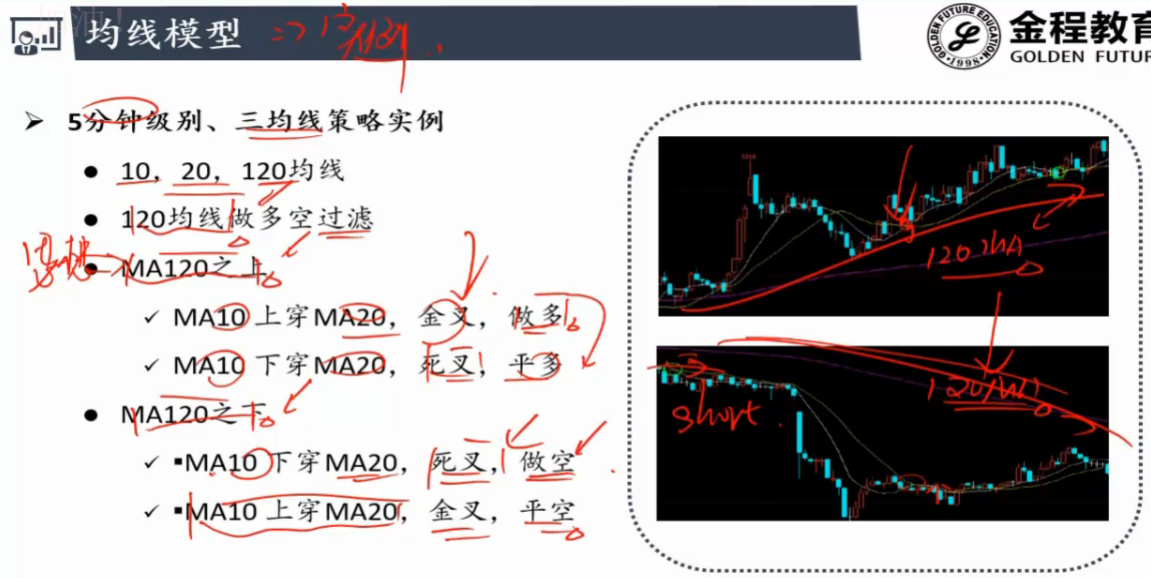 均线模型
金程教育
GOLDEN FUTURE EDUCATION
1998
GOLDEN FUTUR
➤ 5分钟级别、三均线策略实例
● 10，20，120均线
● 120均线做多空过滤
● MA120之上
✓ MA10 上穿MA20，金叉，做多
✓ MA10 下穿MA20，死叉，平多
● MA120之下
✓ ▪MA10 下穿MA20，死叉，做空
✓ ▪MA10 上穿MA20，金叉，平空
120MA
120MA
short